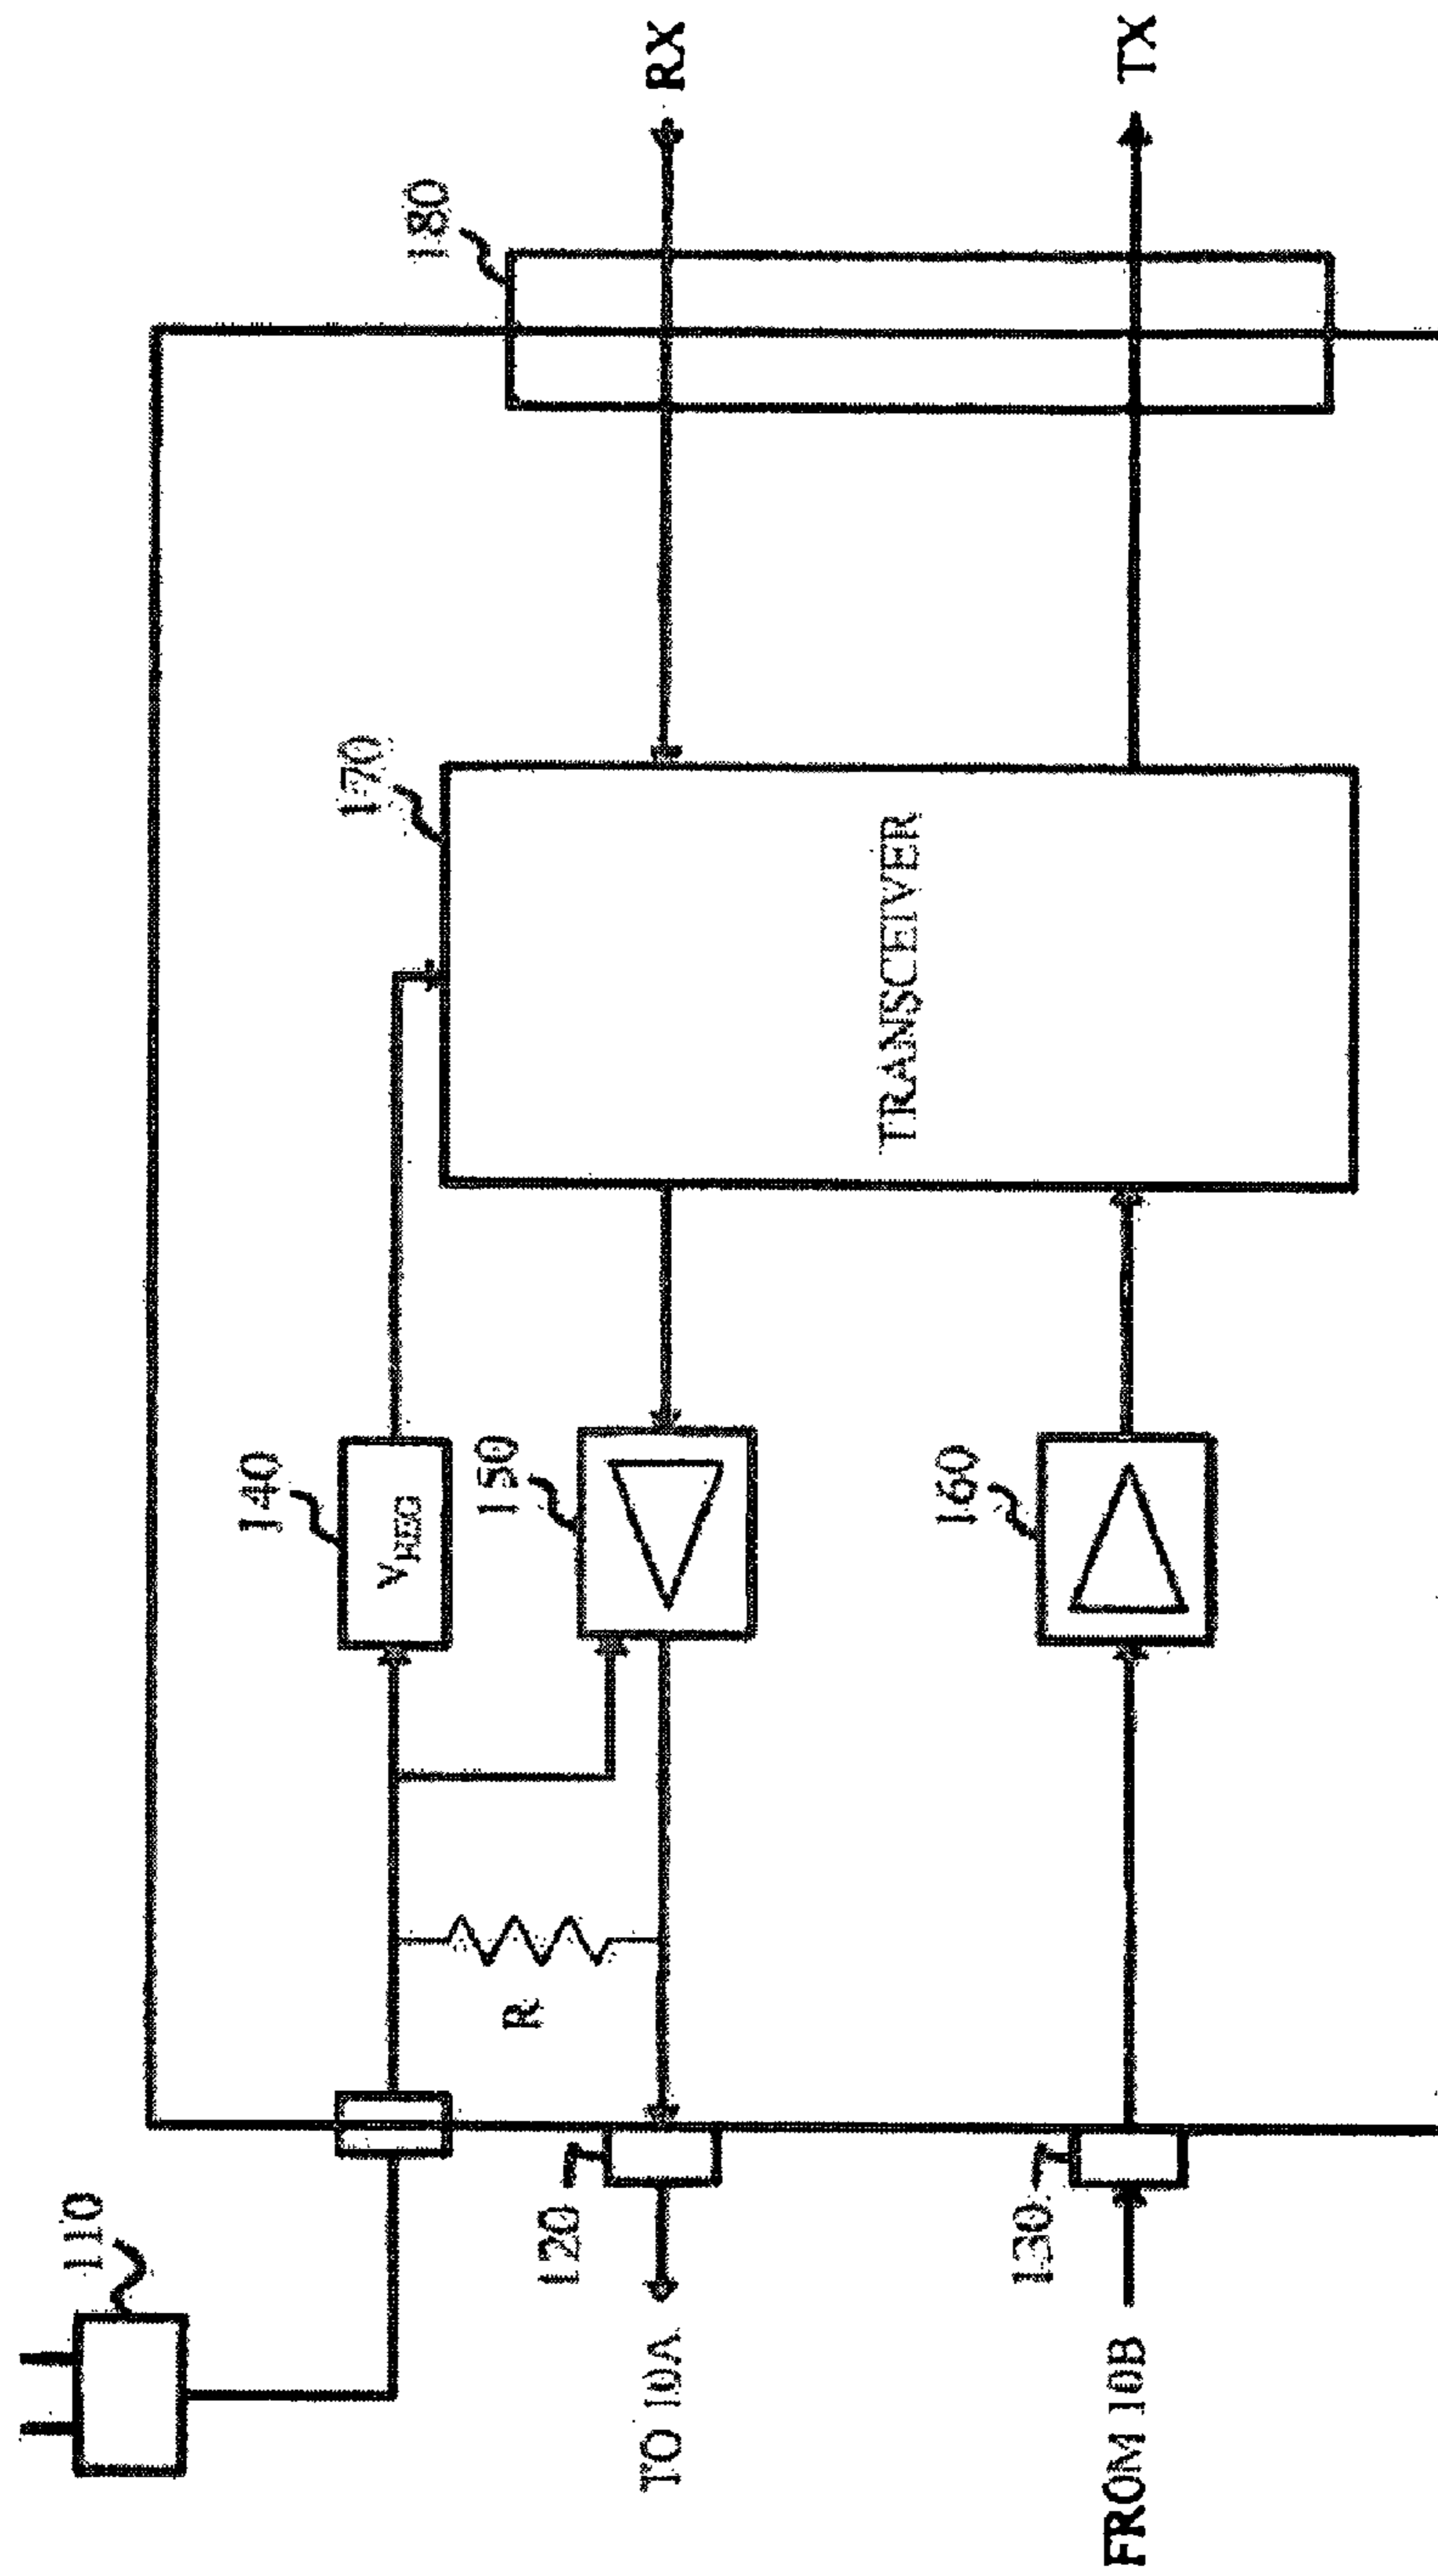 110
120
TO 10A
130
FROM 10B
R
140
VREG
150
160
170
TRANSCEIVER
180
RX
TX